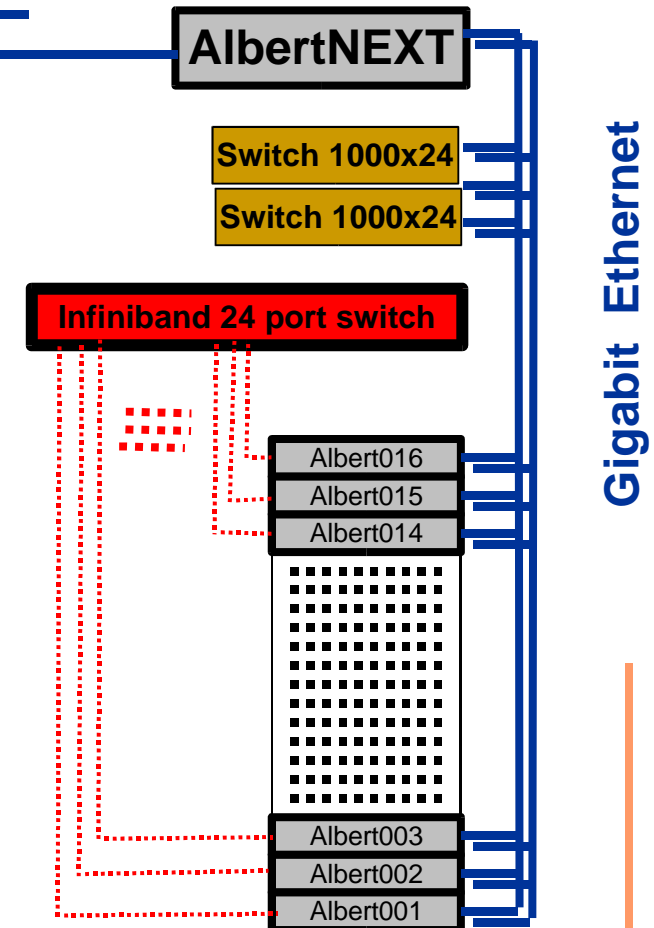 AlbertNEXT
Switch 1000x24
Switch 1000x24
Gigabit Ethernet
Infiniband 24 port switch
Albert016
Albert015
Albert014
Albert003
Albert002
Albert001